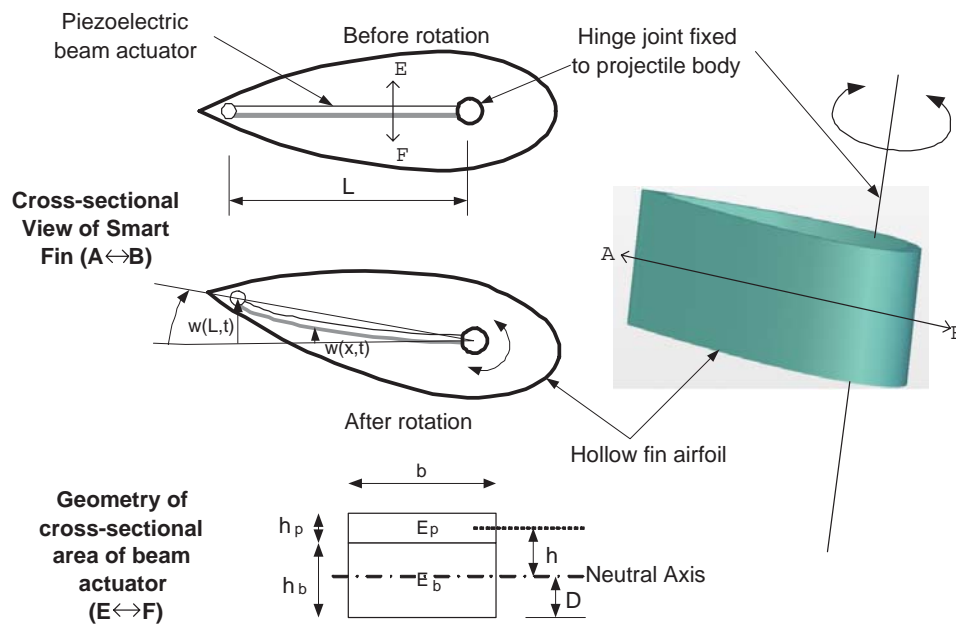 Piezoelectric
beam actuator
Before rotation
Hinge joint fixed
to projectile body
E
F
L
Cross-sectional
View of Smart
Fin (A↔B)
A
B
w(L,t)
w(x,t)
After rotation
Hollow fin airfoil
b
Geometry of
cross-sectional
area of beam
actuator
(E↔F)
hp
Ep
h
hb
Eb
Neutral Axis
D